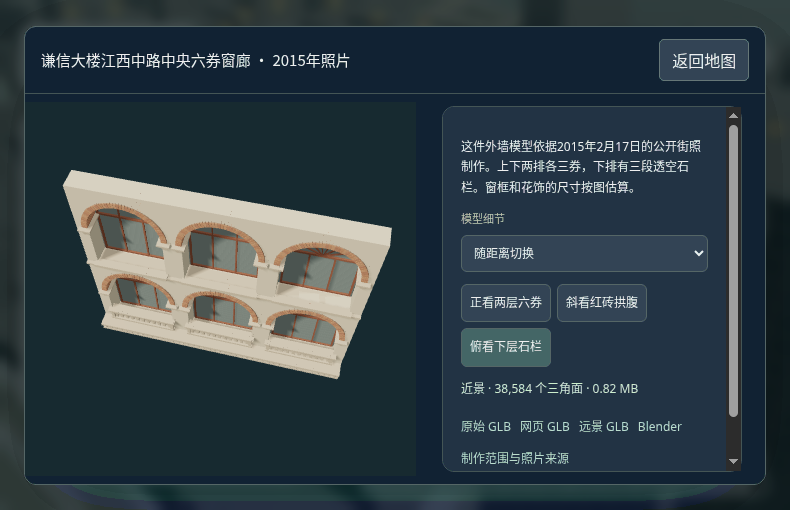 谦信大楼江西中路中央六券窗廊 · 2015年照片
返回地图
这件外墙模型依据2015年2月17日的公开街照
制作。上下两排各三券，下排有三段透空石
栏。窗框和花饰的尺寸按图估算。
模型细节
随距离切换
正看两层六券
斜看红砖拱腹
俯看下层石栏
近景 · 38,584 个三角面 · 0.82 MB
原始 GLB 网页 GLB 远景 GLB Blender
制作范围与照片来源